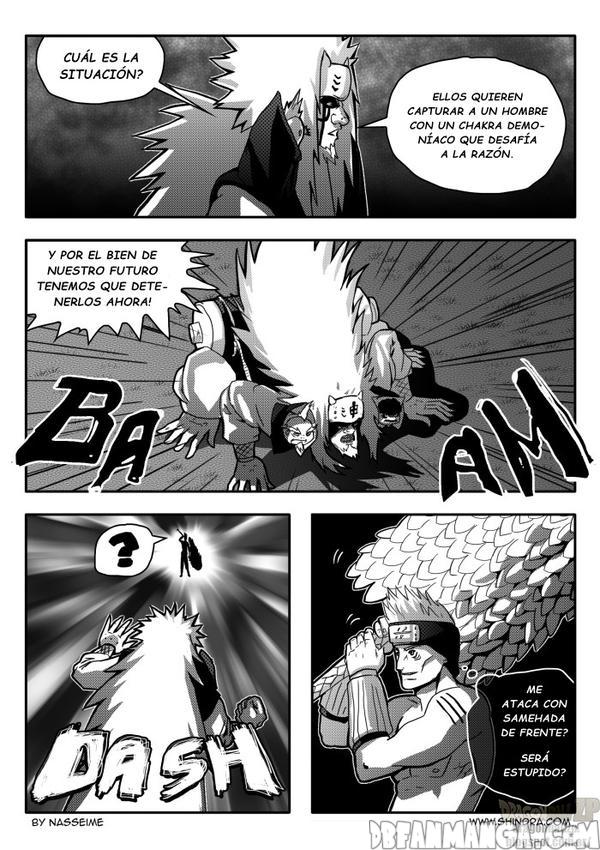 CUÁL ES LA
SITUACIÓN?
ELLOS QUIEREN
CAPTURAR A UN HOMBRE
CON UN CHAKRA DEMO-
NÍACO QUE DESAFÍA
A LA RAZÓN.
Y POR EL BIEN DE
NUESTRO FUTURO
TENEMOS QUE DETE-
NERLOS AHORA!
BA
AM
?
DASH
ME
ATACA CON
SAMEHADA
DE FRENTE?
SERÁ
ESTUPIDO?
BY NASSEIME
WWW.SHINORA.COM
DBFANMANGA.COM